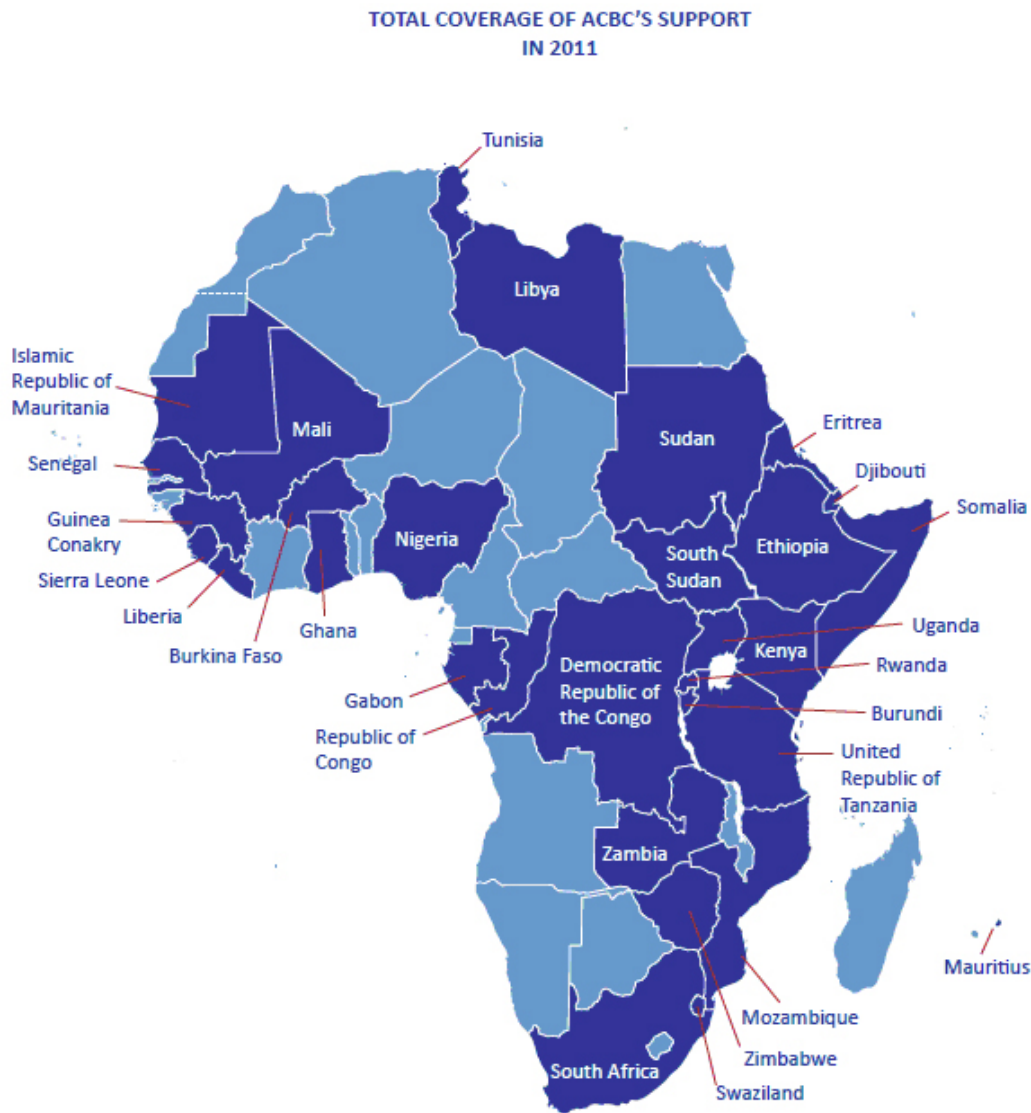 TOTAL COVERAGE OF ACBC'S SUPPORT
IN 2011
Tunisia
Libya
Islamic
Republic of
Mauritania
Mali
Sudan
Eritrea
Senegal
Djibouti
Somalia
Guinea
Conakry
Nigeria
South
Sudan
Ethiopia
Sierra Leone
Liberia
Ghana
Burkina Faso
Uganda
Kenya
Rwanda
Democratic
Republic of
the Congo
Gabon
Burundi
Republic of
Congo
United
Republic of
Tanzania
Zambia
Mauritius
Mozambique
Zimbabwe
South Africa
Swaziland